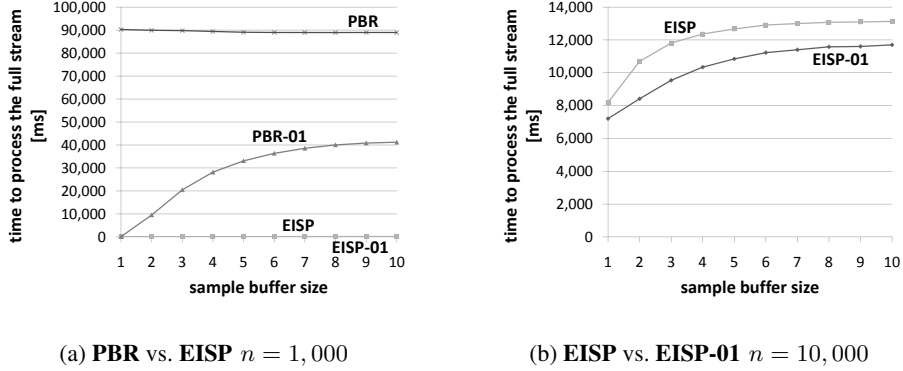 time to process the full stream
[ms]
100,000
90,000
80,000
70,000
60,000
50,000
40,000
30,000
20,000
10,000
0
PBR
PBR-01
EISP
EISP-01
1 2 3 4 5 6 7 8 9 10
sample buffer size
(a) PBR vs. EISP n = 1, 000
time to process the full stream
[ms]
14,000
12,000
10,000
8,000
6,000
4,000
2,000
0
EISP
EISP-01
1 2 3 4 5 6 7 8 9 10
sample buffer size
(b) EISP vs. EISP-01 n = 10, 000